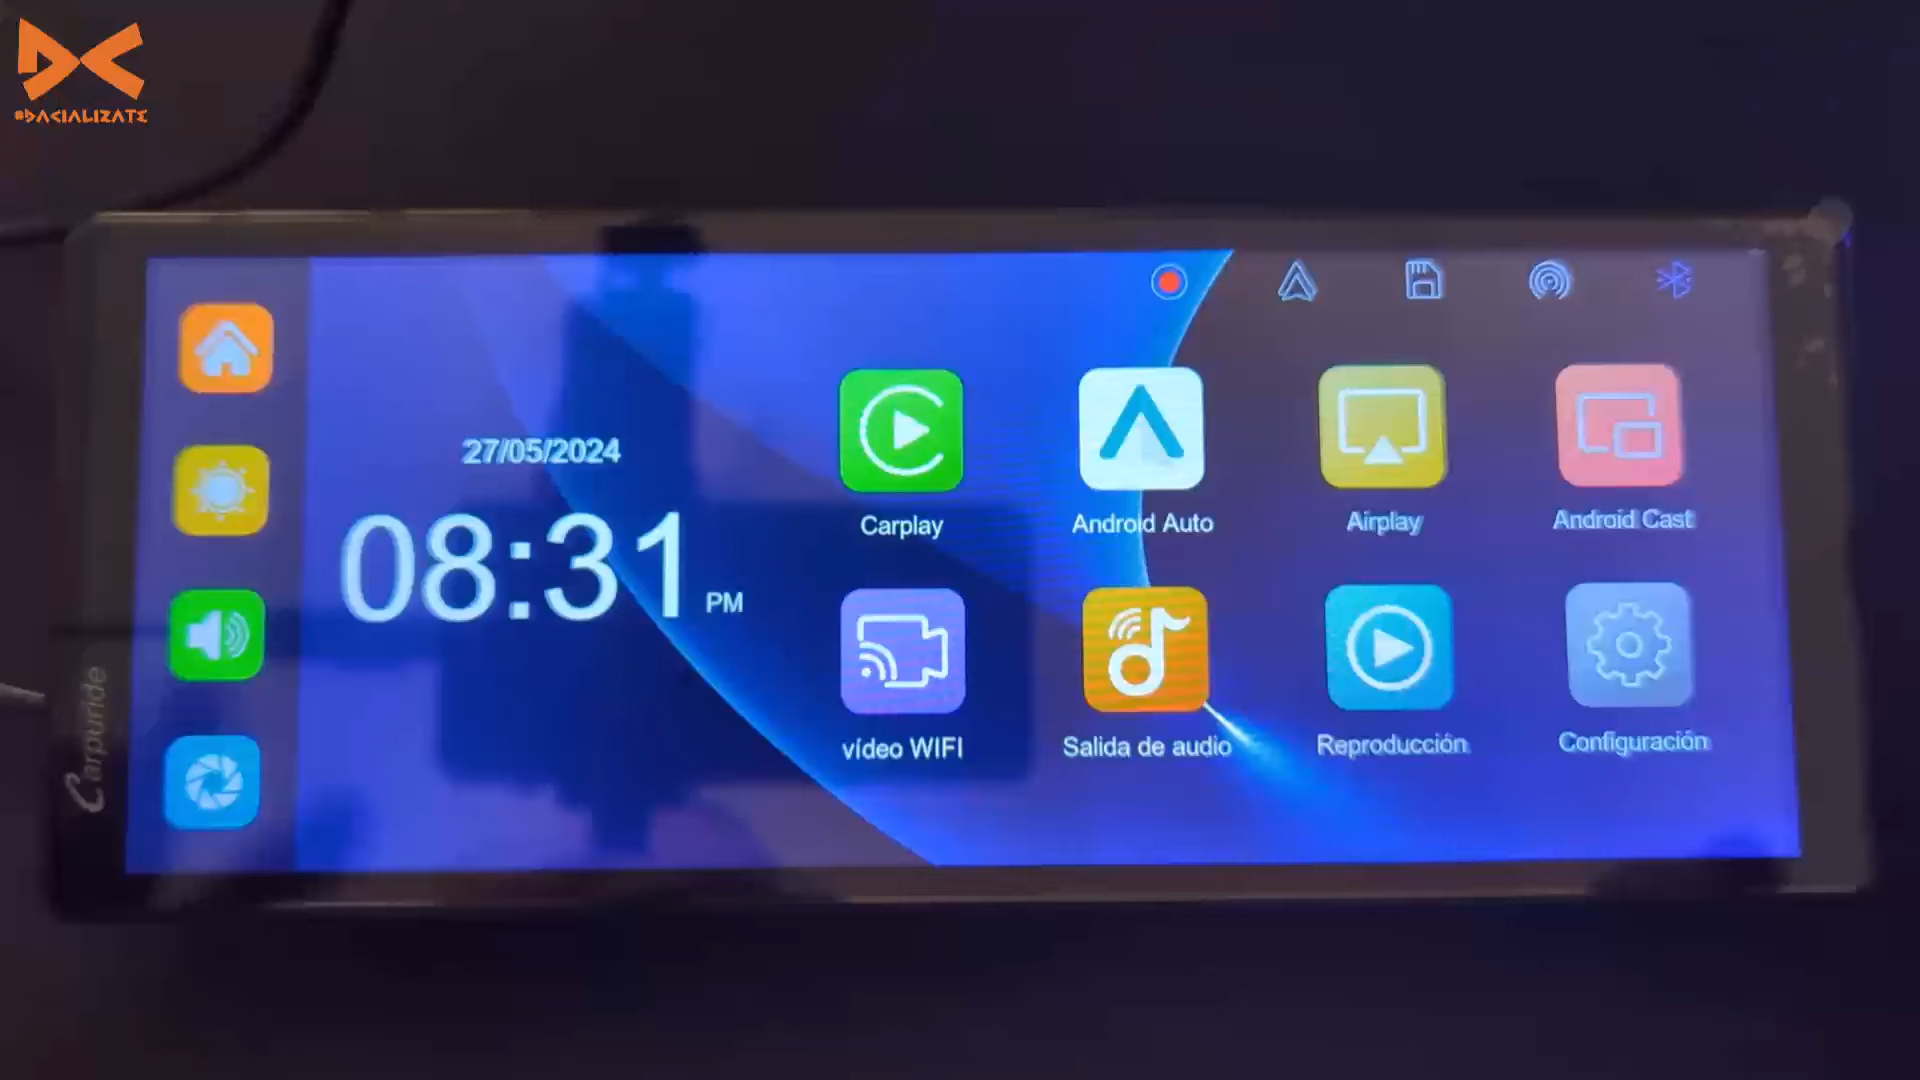 #DACIALIZATE
27/05/2024
08:31 PM
Carplay
Android Auto
Airplay
Android Cast
vídeo WIFI
Salida de audio
Reproducción
Configuración
Carpuride